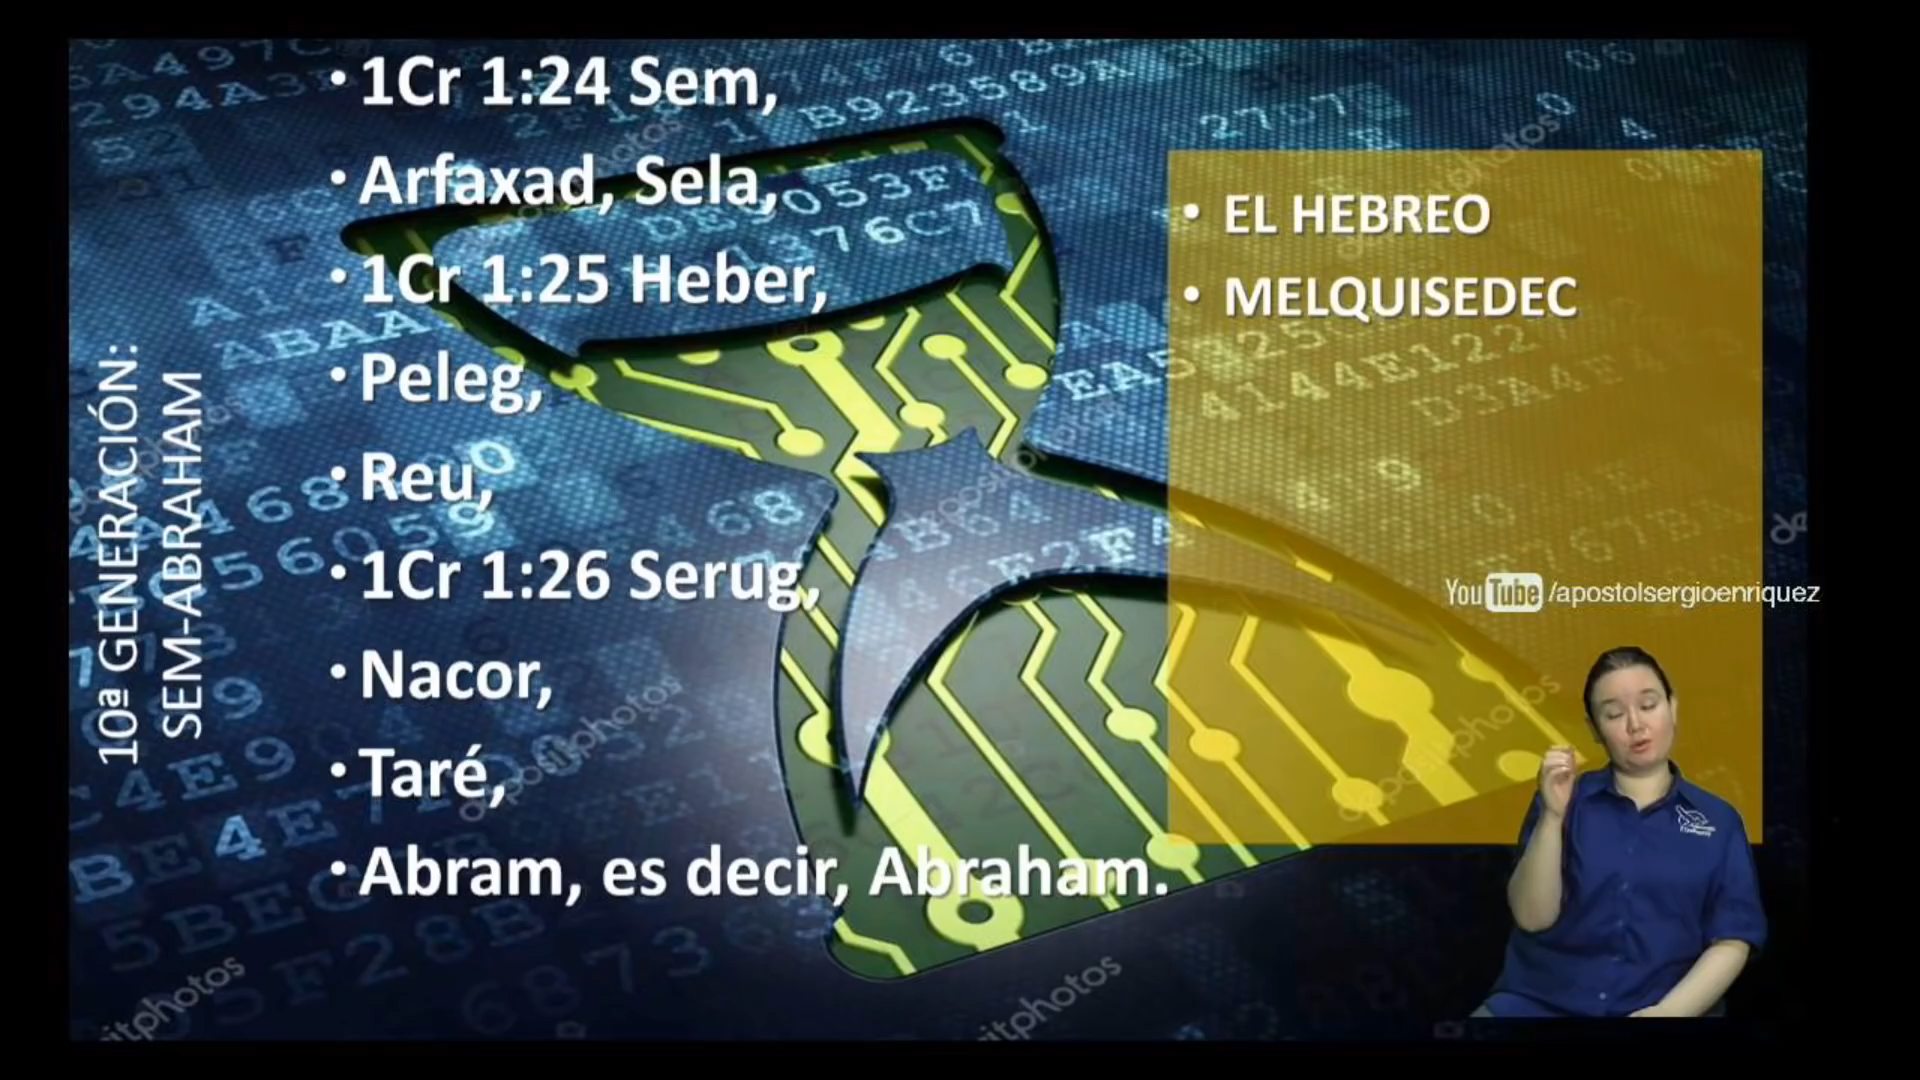 10ª GENERACIÓN:
SEM-ABRAHAM
• 1Cr 1:24 Sem,
• Arfaxad, Sela,
• 1Cr 1:25 Heber,
• Peleg,
• Reu,
• 1Cr 1:26 Serug,
• Nacor,
• Taré,
• Abram, es decir, Abraham.
• EL HEBREO
• MELQUISEDEC
YouTube /apostolsergioenriquez
depositphotos